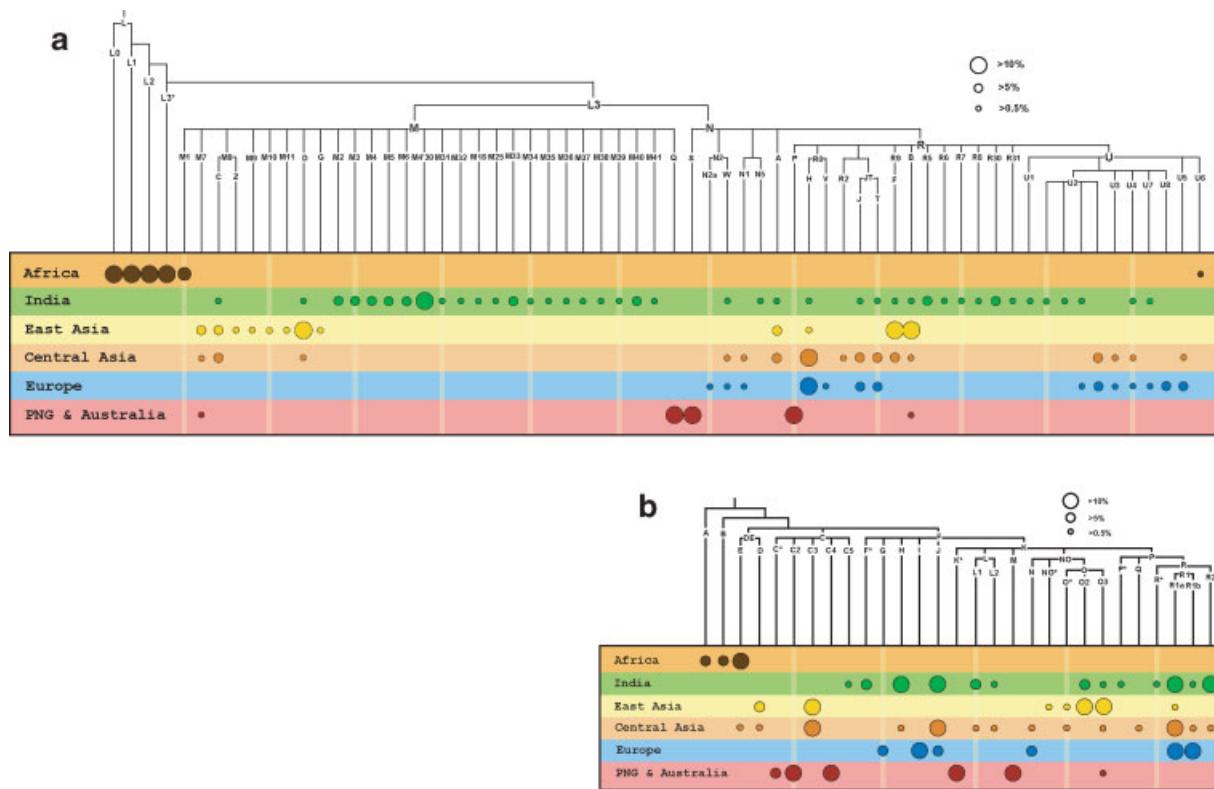 a
L
L0
L1
L2
L3*
L3
>10%
>5%
>0.5%
M
N
R
U
M1 M7 M8 M9 M10 M11 D G M2 M3 M4 M5 M6 M4'30 M31 M32 M18 M25 M33 M34 M35 M36 M37 M38 M39 M40 M41 Q S N2 A P R0 R9 B R5 R6 R7 R8 R30 R31
C Z N2a W N1 N5 H V R2 JT F U1 U2 U3 U4 U7 U8 U5 U6
J T
Africa
India
East Asia
Central Asia
Europe
PNG & Australia
b
>10%
>5%
>0.5%
A B DE C F
E D C* C2 C3 C4 C5 F* G H I J K
K* L M NO P
L1 L2 N NO* O P* Q R
O* O2 O3 R* R1 R2
R1a R1b
Africa
India
East Asia
Central Asia
Europe
PNG & Australia